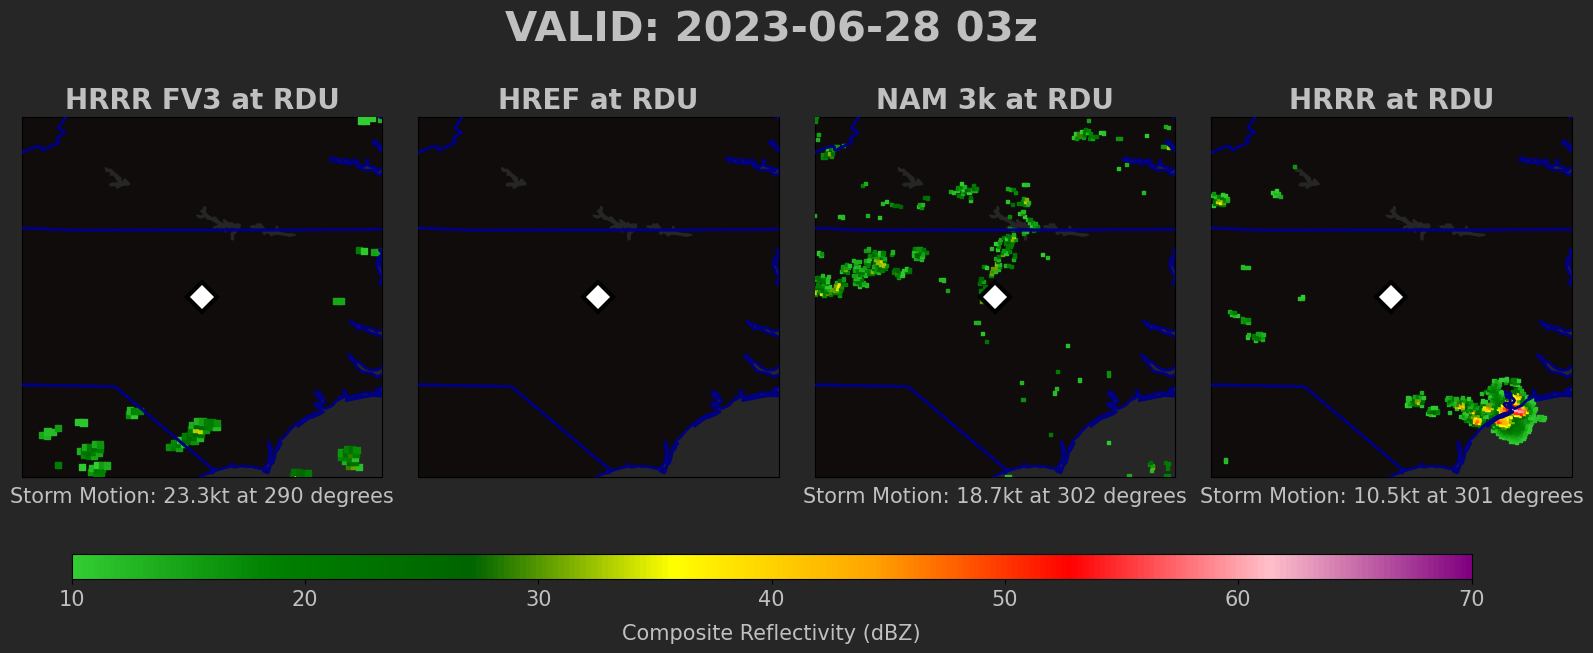 VALID: 2023-06-28 03z
HRRR FV3 at RDU
HREF at RDU
NAM 3k at RDU
HRRR at RDU
Storm Motion: 23.3kt at 290 degrees
Storm Motion: 18.7kt at 302 degrees
Storm Motion: 10.5kt at 301 degrees
10 20 30 40 50 60 70
Composite Reflectivity (dBZ)